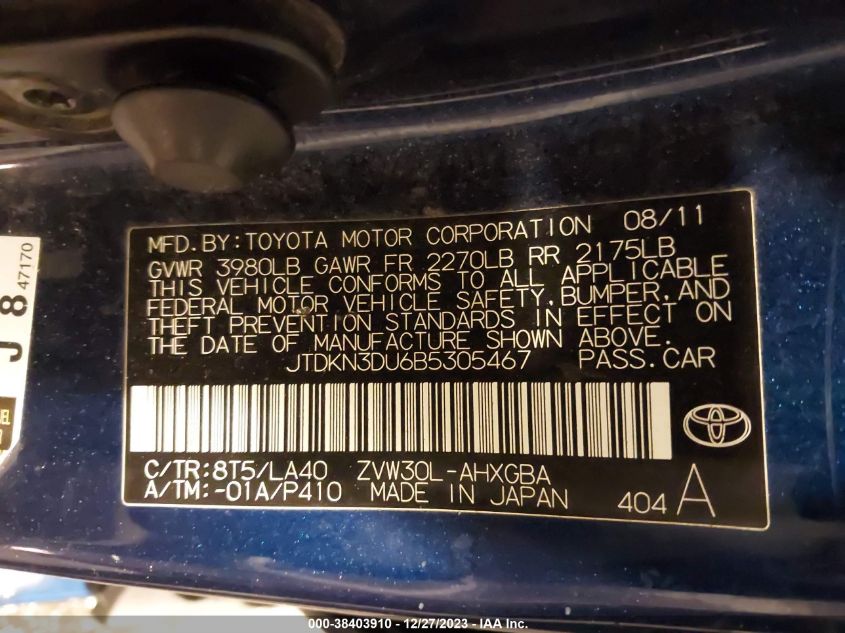 MFD. BY: TOYOTA MOTOR CORPORATION 08/11
GVWR 3980LB GAWR FR 2270LB RR 2175LB
THIS VEHICLE CONFORMS TO ALL APPLICABLE
FEDERAL MOTOR VEHICLE SAFETY, BUMPER, AND
THEFT PREVENTION STANDARDS IN EFFECT ON
THE DATE OF MANUFACTURE SHOWN ABOVE.
JTDKN3DU6B5305467 PASS. CAR
C/TR: 8T5/LA40 ZVW30L-AHXGBA
A/TM: -01A/P410 MADE IN JAPAN 404 A
J 8
47170
000-38403910 - 12/27/2023 - IAA Inc.